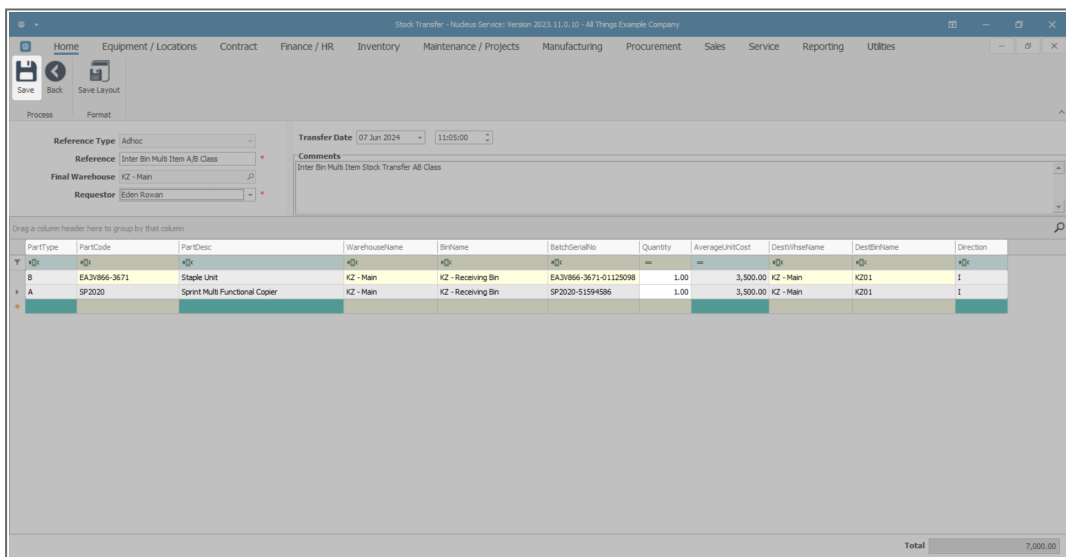 Stock Transfer - Nucleus Service: Version 2023.11.0.10 - All Things Example Company
Home Equipment / Locations Contract Finance / HR Inventory Maintenance / Projects Manufacturing Procurement Sales Service Reporting Utilities
Save Back Save Layout
Process Format
Reference Type Adhoc Transfer Date 07 Jun 2024 11:05:00
Reference Inter Bin Multi Item A/B Class * Comments
Inter Bin Multi Item Stock Transfer AB Class
Final Warehouse KZ - Main
Requestor Eden Rowan *
Drag a column header here to group by that column
PartType PartCode PartDesc WarehouseName BinName BatchSerialNo Quantity AverageUnitCost DestWhseName DestBinName Direction
B EA3V866-3671 Staple Unit KZ - Main KZ - Receiving Bin EA3V866-3671-01125098 1.00 3,500.00 KZ - Main KZ01 I
A SP2020 Sprint Multi Functional Copier KZ - Main KZ - Receiving Bin SP2020-51594586 1.00 3,500.00 KZ - Main KZ01 I
Total 7,000.00